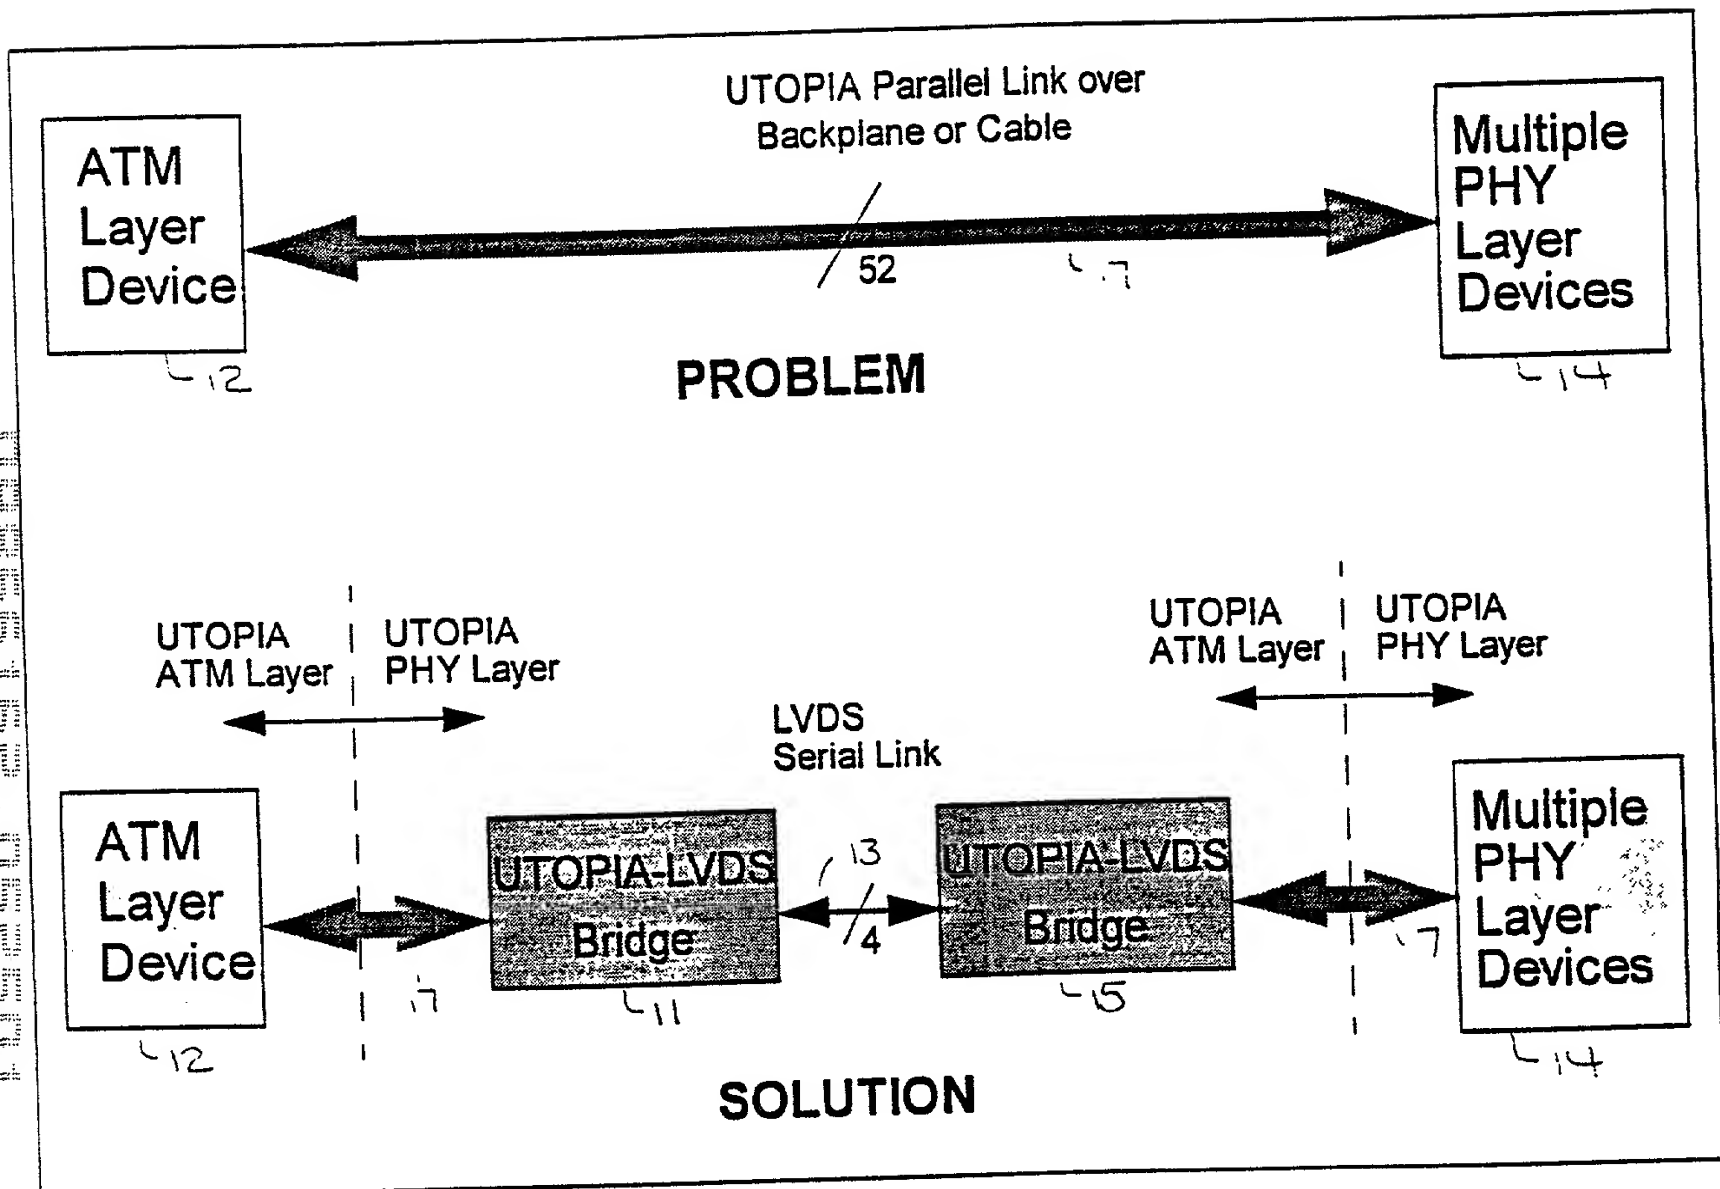 UTOPIA Parallel Link over
Backplane or Cable
ATM
Layer
Device
Multiple
PHY
Layer
Devices
52
17
12
14
PROBLEM
UTOPIA
ATM Layer
UTOPIA
PHY Layer
UTOPIA
ATM Layer
UTOPIA
PHY Layer
LVDS
Serial Link
ATM
Layer
Device
UTOPIA-LVDS
Bridge
13
4
UTOPIA-LVDS
Bridge
Multiple
PHY
Layer
Devices
17
17
11
15
12
14
SOLUTION